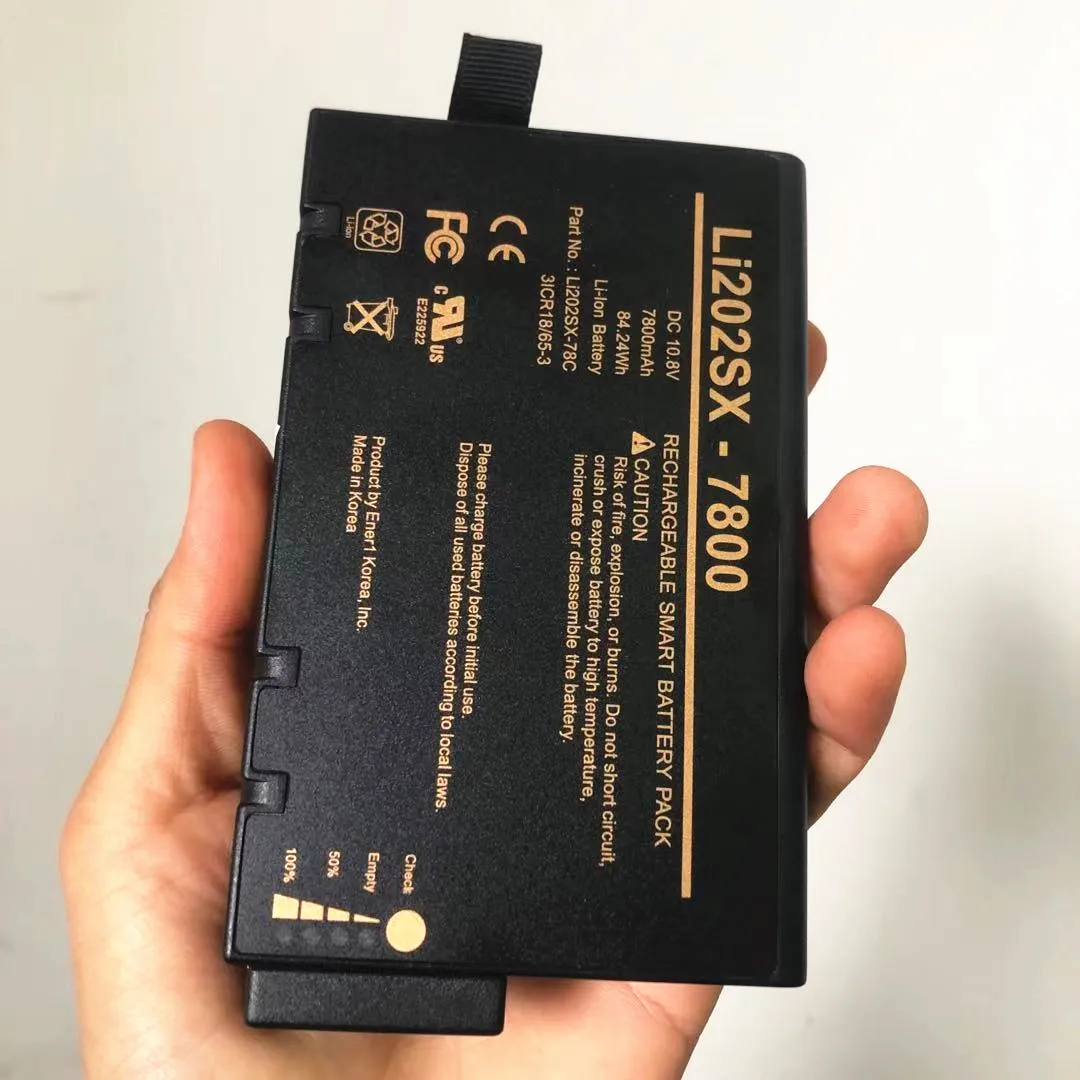 Li202SX - 7800
DC 10.8V
7800mAh
84.24Wh
Li-Ion Battery
Part No.: Li202SX-78C
3ICR18/65-3
RECHARGEABLE SMART BATTERY PACK
CAUTION
Risk of fire, explosion, or burns. Do not short circuit,
crush or expose battery to high temperature,
incinerate or disassemble the battery.
CE
FC
c UL US
E225922
Li-ion
Please charge battery before initial use.
Dispose of all used batteries according to local laws.
Product by Ener1 Korea, Inc.
Made in Korea
Check
Empty
50%
100%